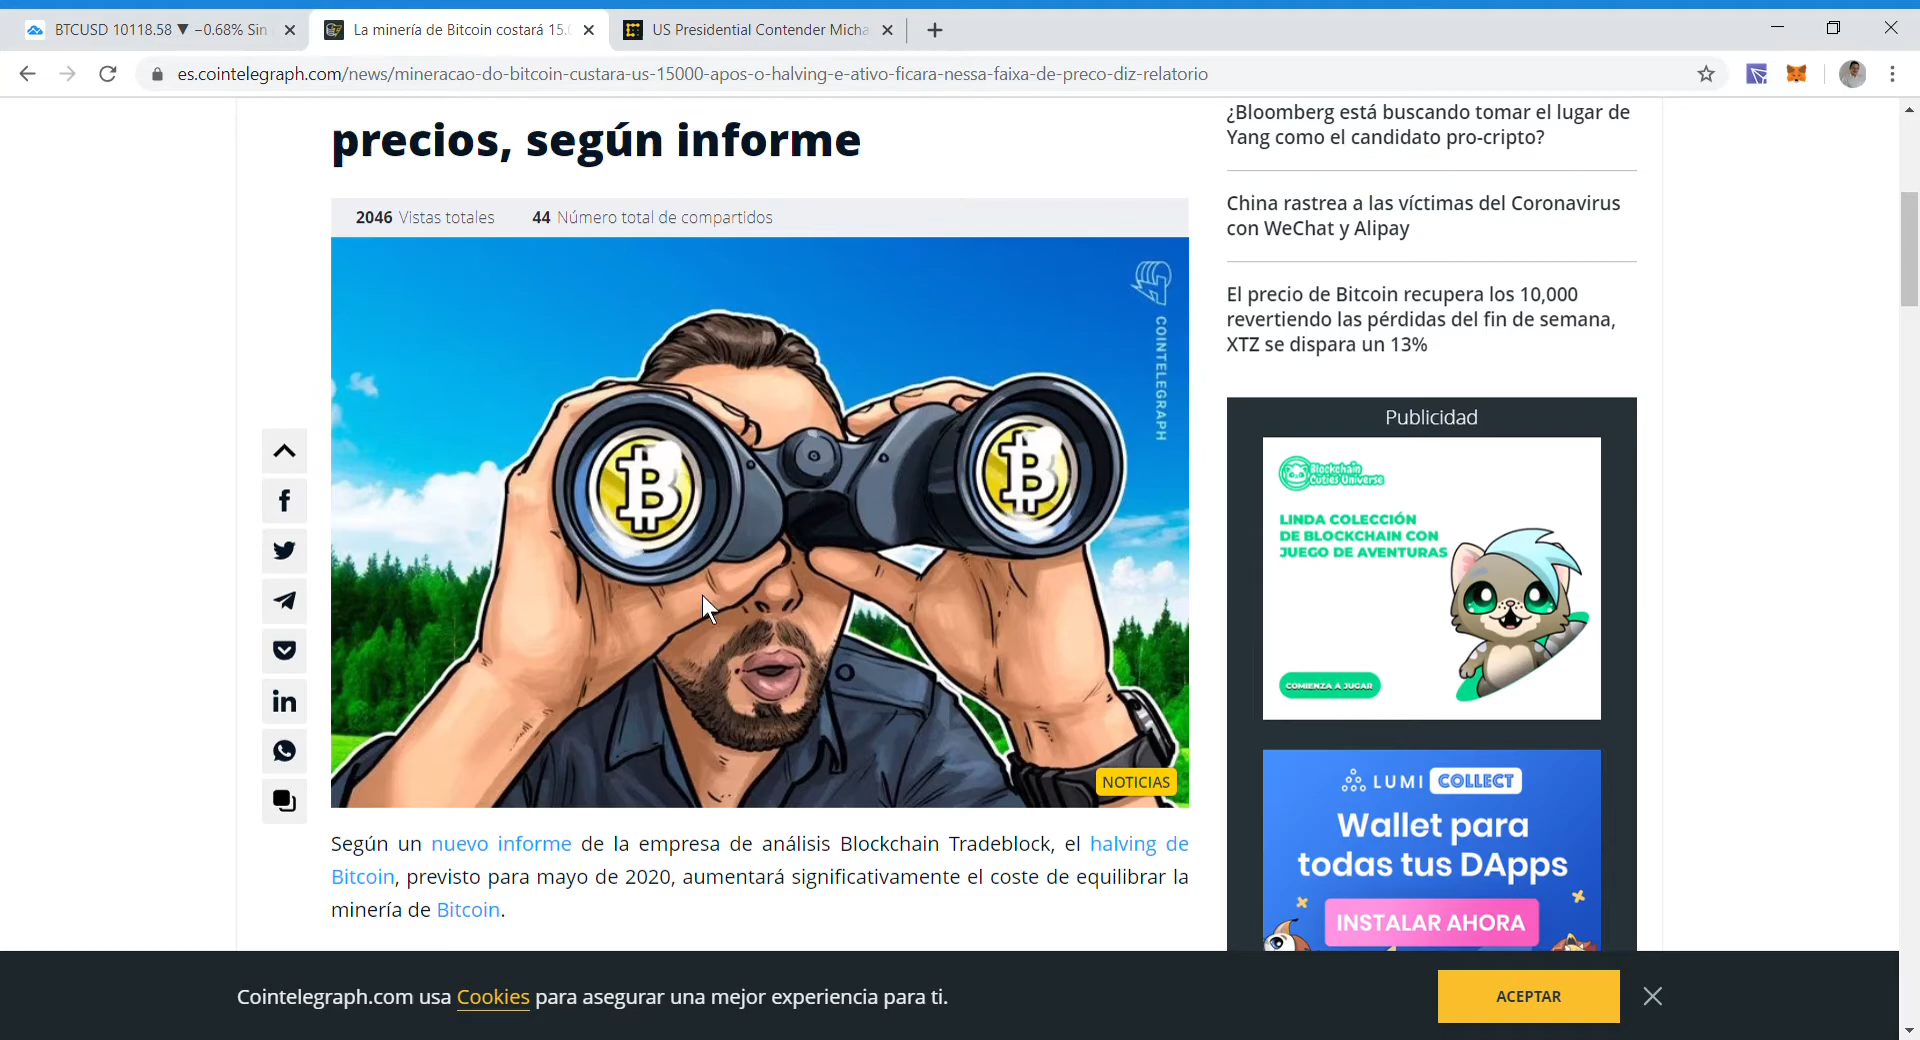 BTCUSD 10118.58 ▼ −0.68% Sin
La minería de Bitcoin costará 15.0
US Presidential Contender Micha
es.cointelegraph.com/news/mineracao-do-bitcoin-custara-us-15000-apos-o-halving-e-ativo-ficara-nessa-faixa-de-preco-diz-relatorio
precios, según informe
2046 Vistas totales 44 Número total de compartidos
COINTELEGRAPH
NOTICIAS
Según un nuevo informe de la empresa de análisis Blockchain Tradeblock, el halving de
Bitcoin, previsto para mayo de 2020, aumentará significativamente el coste de equilibrar la
minería de Bitcoin.
¿Bloomberg está buscando tomar el lugar de
Yang como el candidato pro-cripto?
China rastrea a las víctimas del Coronavirus
con WeChat y Alipay
El precio de Bitcoin recupera los 10,000
revertiendo las pérdidas del fin de semana,
XTZ se dispara un 13%
Publicidad
Blockchain
Cuties Universe
LINDA COLECCIÓN
DE BLOCKCHAIN CON
JUEGO DE AVENTURAS
COMIENZA A JUGAR
LUMI COLLECT
Wallet para
todas tus DApps
INSTALAR AHORA
Cointelegraph.com usa Cookies para asegurar una mejor experiencia para ti.
ACEPTAR